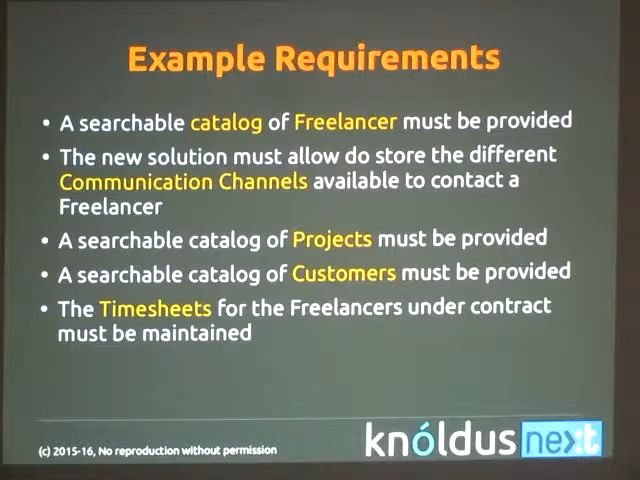 Example Requirements
• A searchable catalog of Freelancer must be provided
• The new solution must allow do store the different
Communication Channels available to contact a
Freelancer
• A searchable catalog of Projects must be provided
• A searchable catalog of Customers must be provided
• The Timesheets for the Freelancers under contract
must be maintained
(c) 2015-16, No reproduction without permission
knóldus next